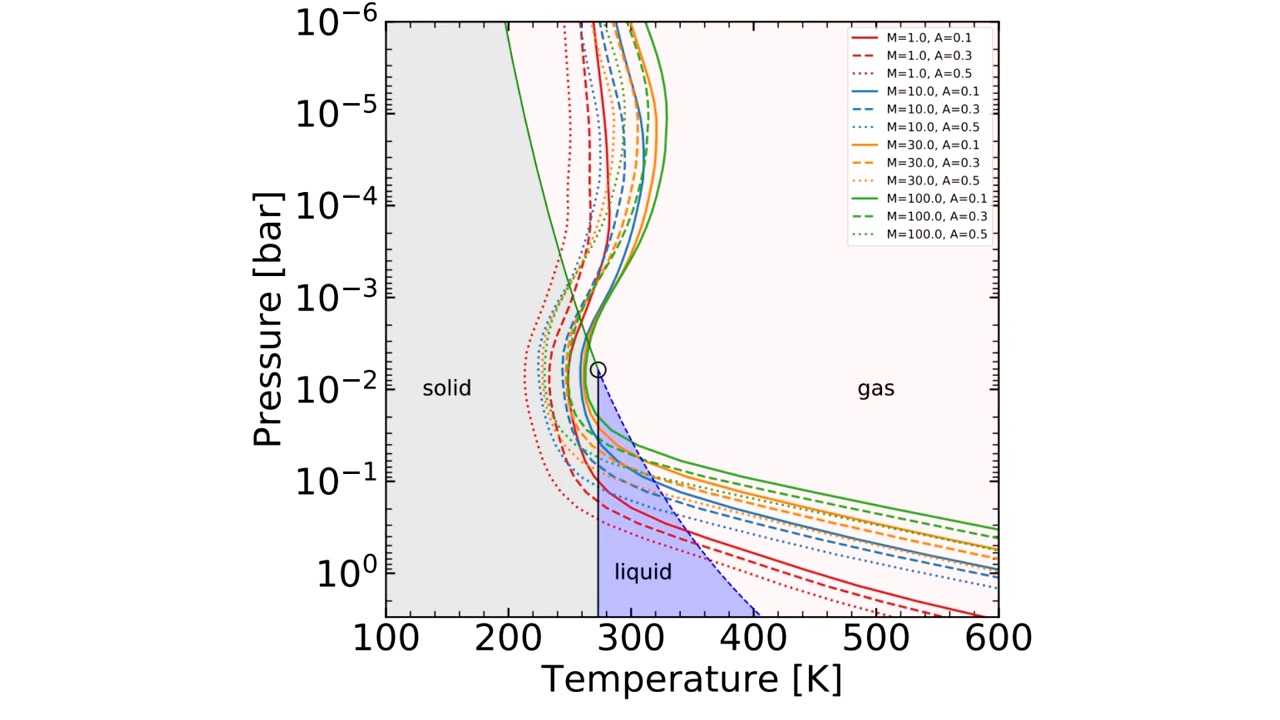 10⁻⁶
10⁻⁵
10⁻⁴
10⁻³
10⁻²
10⁻¹
10⁰
Pressure [bar]
M=1.0, A=0.1
M=1.0, A=0.3
M=1.0, A=0.5
M=10.0, A=0.1
M=10.0, A=0.3
M=10.0, A=0.5
M=30.0, A=0.1
M=30.0, A=0.3
M=30.0, A=0.5
M=100.0, A=0.1
M=100.0, A=0.3
M=100.0, A=0.5
solid
gas
liquid
100 200 300 400 500 600
Temperature [K]